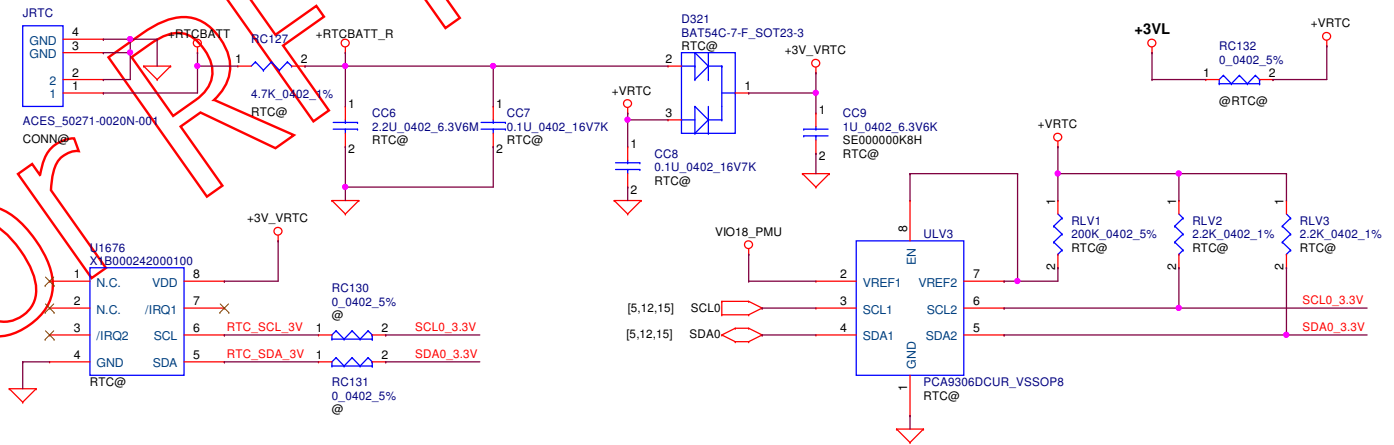 JRTC
GND 4
GND 3
2 2
1 1
ACES_50271-0020N-001
CONN@
+RTCBATT
RC127
1 2
4.7K_0402_1%
RTC@
+RTCBATT_R
1
CC6
2.2U_0402_6.3V6M
RTC@
2
1
CC7
0.1U_0402_16V7K
RTC@
2
D321
BAT54C-7-F_SOT23-3
RTC@
2
3
1
+VRTC
1
CC8
0.1U_0402_16V7K
RTC@
2
+3V_VRTC
1
CC9
1U_0402_6.3V6K
SE000000K8H
RTC@
2
+3VL
RC132
0_0402_5%
1 2
@RTC@
+VRTC
U1676
X1B000242000100
1 N.C. VDD 8
2 N.C. /IRQ1 7
3 /IRQ2 SCL 6
4 GND SDA 5
RTC@
+3V_VRTC
RTC_SCL_3V
RTC_SDA_3V
RC130
0_0402_5%
@
1 2
SCL0_3.3V
1 2
SDA0_3.3V
RC131
0_0402_5%
@
VIO18_PMU
[5,12,15] SCL0
[5,12,15] SDA0
ULV3
8
EN
2 VREF1 VREF2 7
3 SCL1 SCL2 6
4 SDA1 SDA2 5
GND
1
PCA9306DCUR_VSSOP8
RTC@
+VRTC
1
RLV1
200K_0402_5%
RTC@
2
1
RLV2
2.2K_0402_1%
RTC@
2
1
RLV3
2.2K_0402_1%
RTC@
2
SCL0_3.3V
SDA0_3.3V